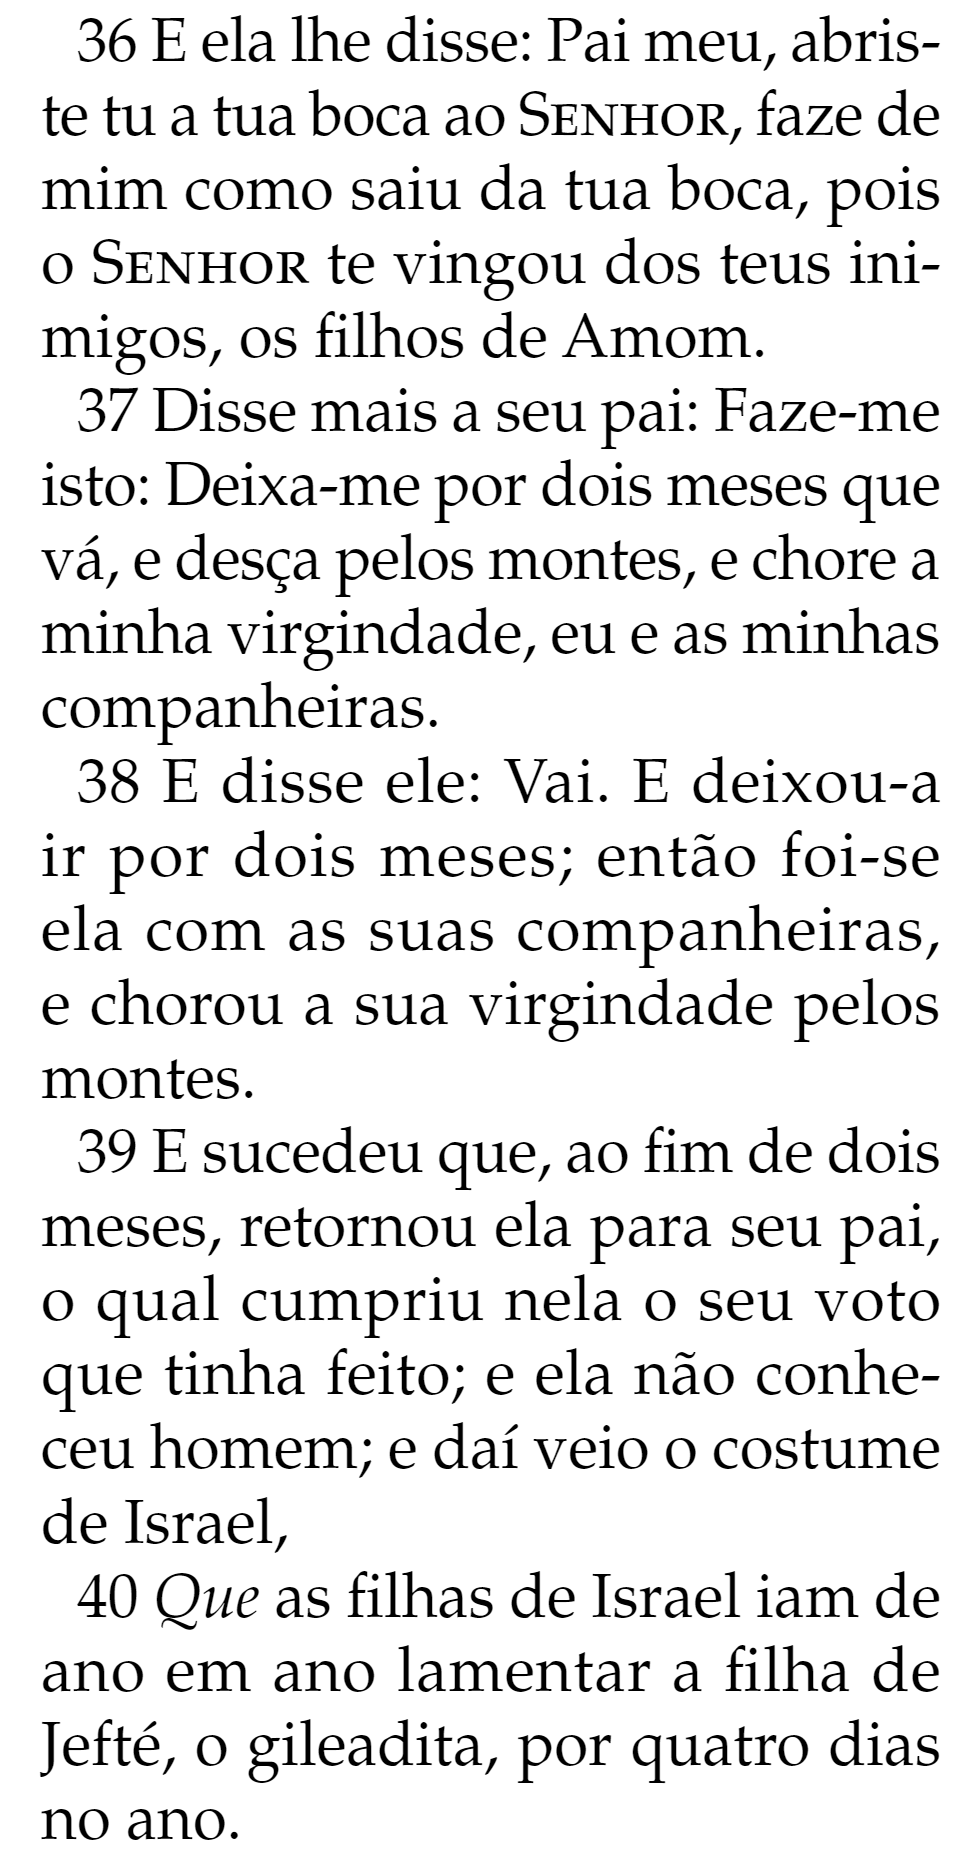 36 E ela lhe disse: Pai meu, abris-
te tu a tua boca ao SENHOR, faze de
mim como saiu da tua boca, pois
o SENHOR te vingou dos teus ini-
migos, os filhos de Amom.
37 Disse mais a seu pai: Faze-me
isto: Deixa-me por dois meses que
vá, e desça pelos montes, e chore a
minha virgindade, eu e as minhas
companheiras.
38 E disse ele: Vai. E deixou-a
ir por dois meses; então foi-se
ela com as suas companheiras,
e chorou a sua virgindade pelos
montes.
39 E sucedeu que, ao fim de dois
meses, retornou ela para seu pai,
o qual cumpriu nela o seu voto
que tinha feito; e ela não conhe-
ceu homem; e daí veio o costume
de Israel,
40 Que as filhas de Israel iam de
ano em ano lamentar a filha de
Jefté, o gileadita, por quatro dias
no ano.